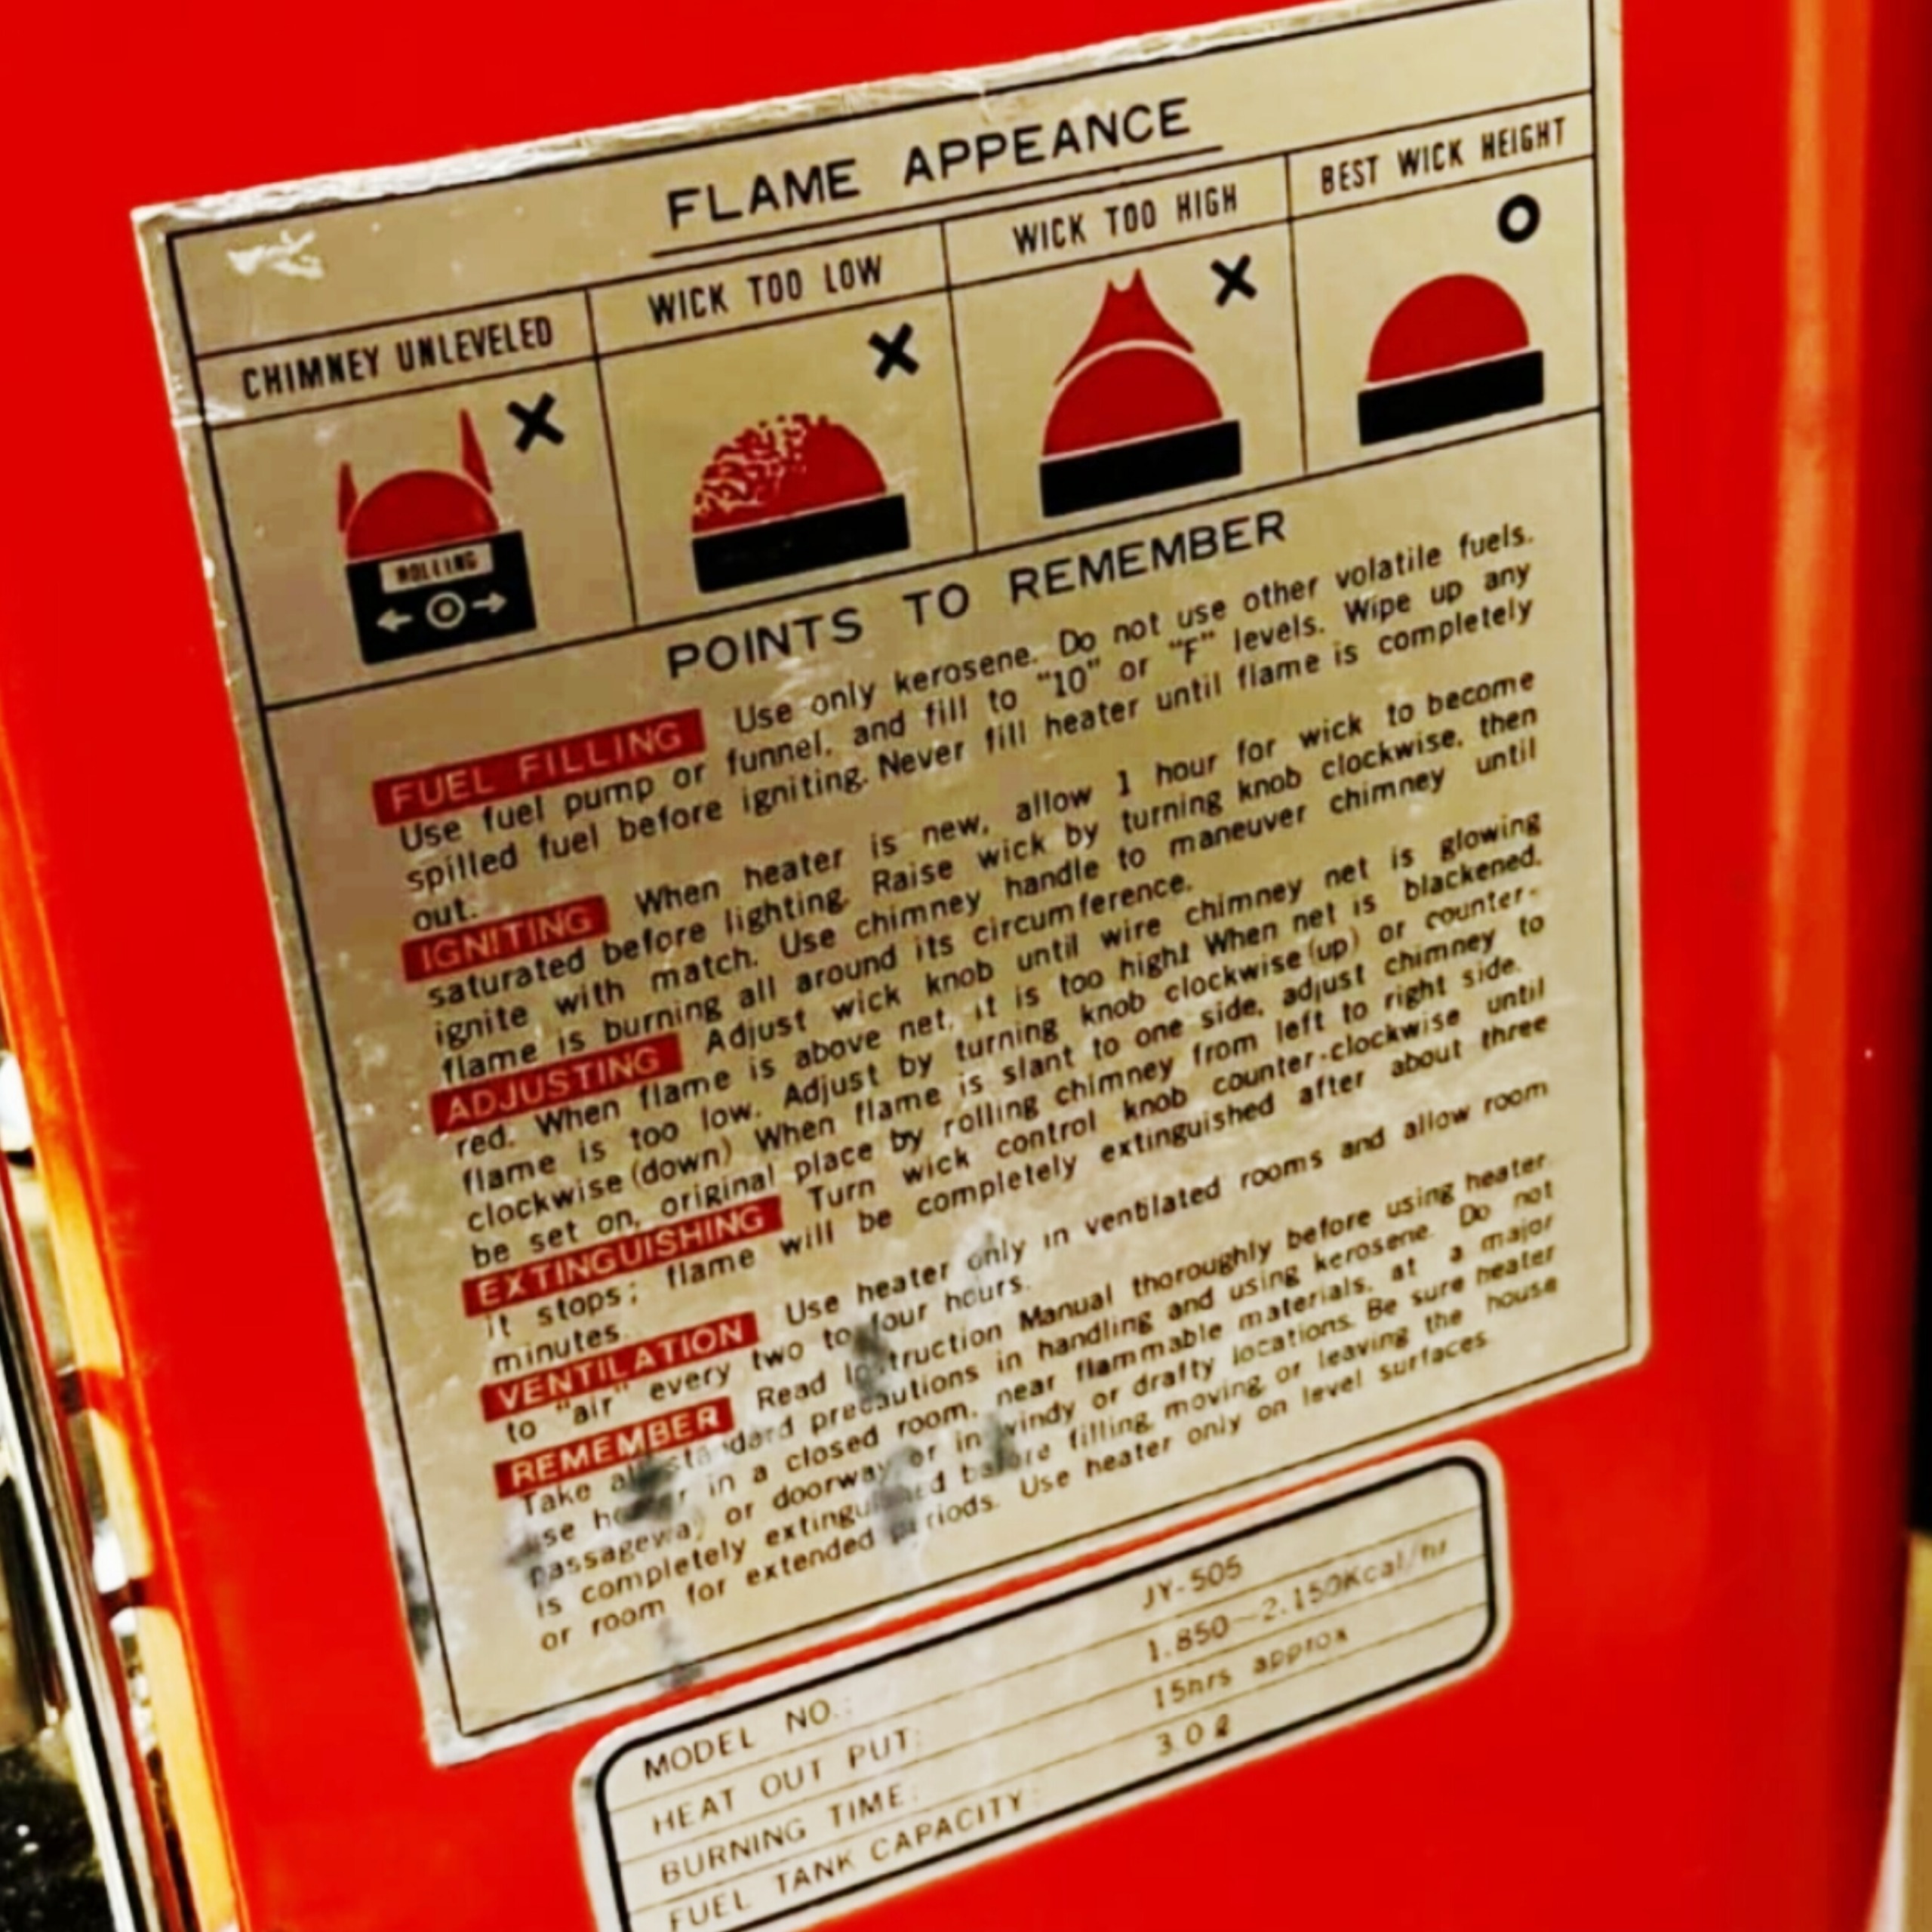 FLAME APPEANCE
CHIMNEY UNLEVELED WICK TOO LOW WICK TOO HIGH BEST WICK HEIGHT
X X X O
ROLLING
POINTS TO REMEMBER
FUEL FILLING Use only kerosene. Do not use other volatile fuels.
Use fuel pump or funnel, and fill to "10" or "F" levels. Wipe up any
spilled fuel before igniting. Never fill heater until flame is completely
out.
IGNITING When heater is new, allow 1 hour for wick to become
saturated before lighting. Raise wick by turning knob clockwise, then
ignite with match. Use chimney handle to maneuver chimney until
flame is burning all around its circumference.
ADJUSTING Adjust wick knob until wire chimney net is glowing
red. When flame is above net, it is too high! When net is blackened,
flame is too low. Adjust by turning knob clockwise (up) or counter-
clockwise (down) When flame is slant to one side, adjust chimney to
be set on, original place by rolling chimney from left to right side.
EXTINGUISHING Turn wick control knob counter-clockwise until
it stops; flame will be completely extinguished after about three
minutes.
VENTILATION Use heater only in ventilated rooms and allow room
to "air" every two to four hours.
REMEMBER Read Instruction Manual thoroughly before using heater.
Take all standard precautions in handling and using kerosene. Do not
use heater in a closed room, near flammable materials, at a major
passageway or doorway or in windy or drafty locations. Be sure heater
is completely extinguished before filling, moving, or leaving the house
or room for extended periods. Use heater only on level surfaces.
MODEL NO.: JY-505
HEAT OUT PUT: 1.850~2.150Kcal/hr
BURNING TIME: 15hrs approx
FUEL TANK CAPACITY: 3.0 ℓ